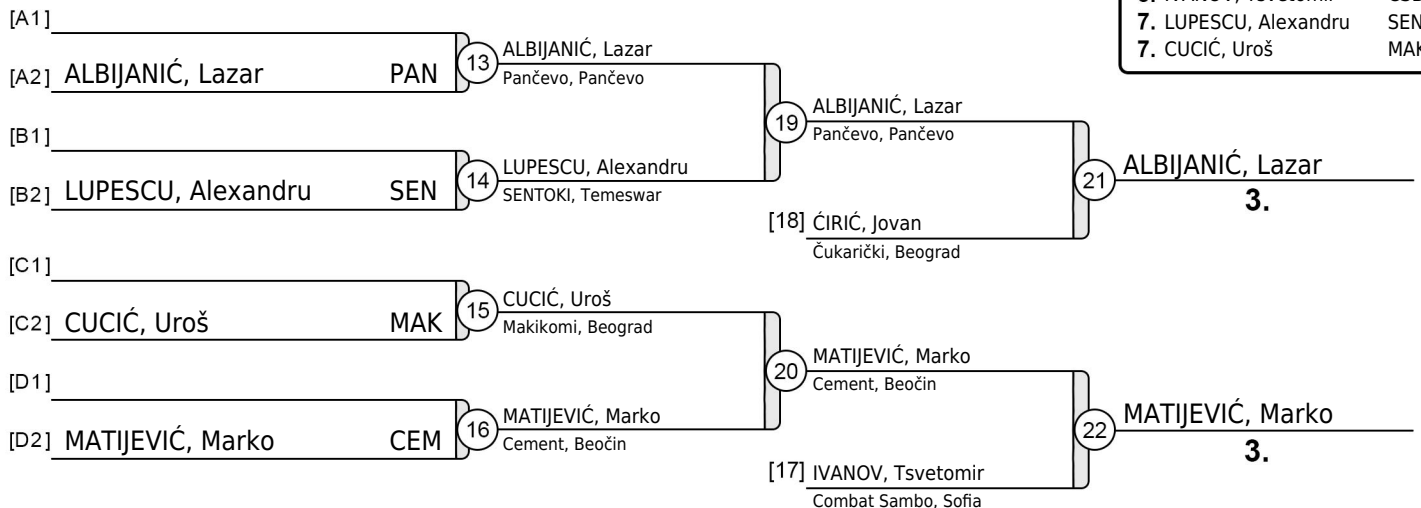 7. LUPESCU, Alexandru SEN
7. CUCIĆ, Uroš
[A1]
[A2] ALBIJANIĆ, Lazar PAN
13
ALBIJANIĆ, Lazar
Pančevo, Pančevo
[B1]
[B2] LUPESCU, Alexandru SEN
14
LUPESCU, Alexandru
SENTOKI, Temeswar
19
ALBIJANIĆ, Lazar
Pančevo, Pančevo
[18] ĆIRIĆ, Jovan
Čukarički, Beograd
21
ALBIJANIĆ, Lazar
3.
[C1]
[C2] CUCIĆ, Uroš MAK
15
CUCIĆ, Uroš
Makikomi, Beograd
[D1]
[D2] MATIJEVIĆ, Marko CEM
16
MATIJEVIĆ, Marko
Cement, Beočin
20
MATIJEVIĆ, Marko
Cement, Beočin
[17] IVANOV, Tsvetomir
Combat Sambo, Sofia
22
MATIJEVIĆ, Marko
3.